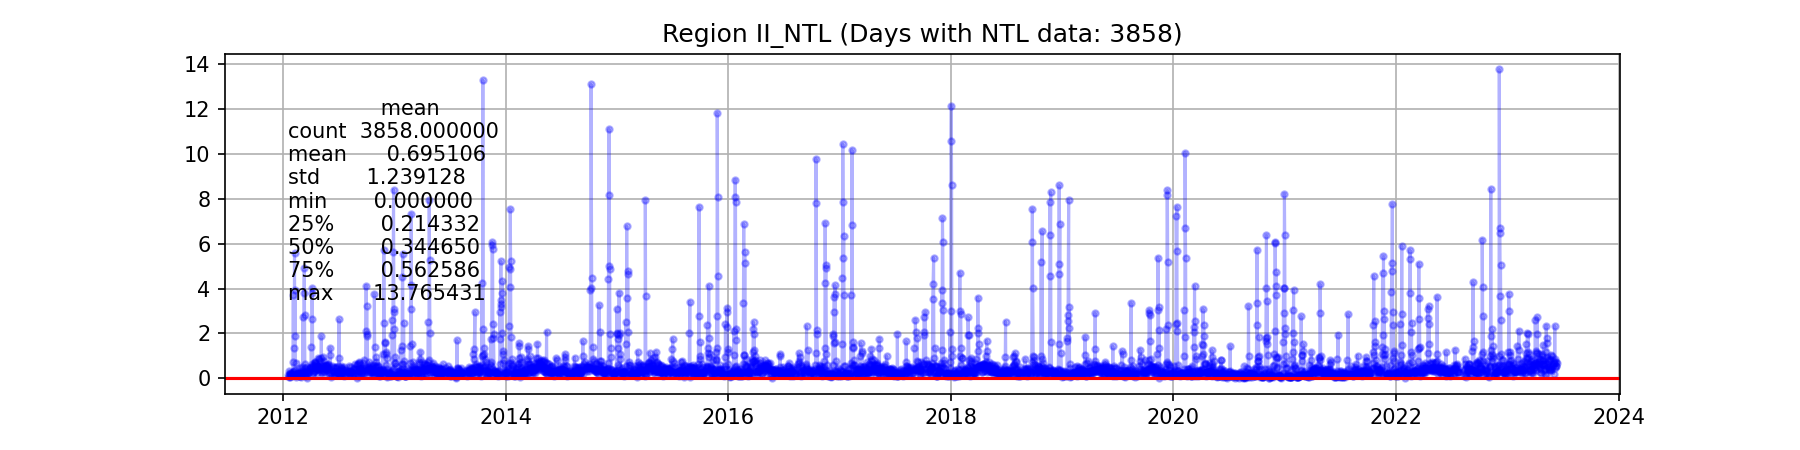 Region II_NTL (Days with NTL data: 3858)
14
12
10
8
6
4
2
0
mean
count 3858.000000
mean 0.695106
std 1.239128
min 0.000000
25% 0.214332
50% 0.344650
75% 0.562586
max 13.765431
2012 2014 2016 2018 2020 2022 2024